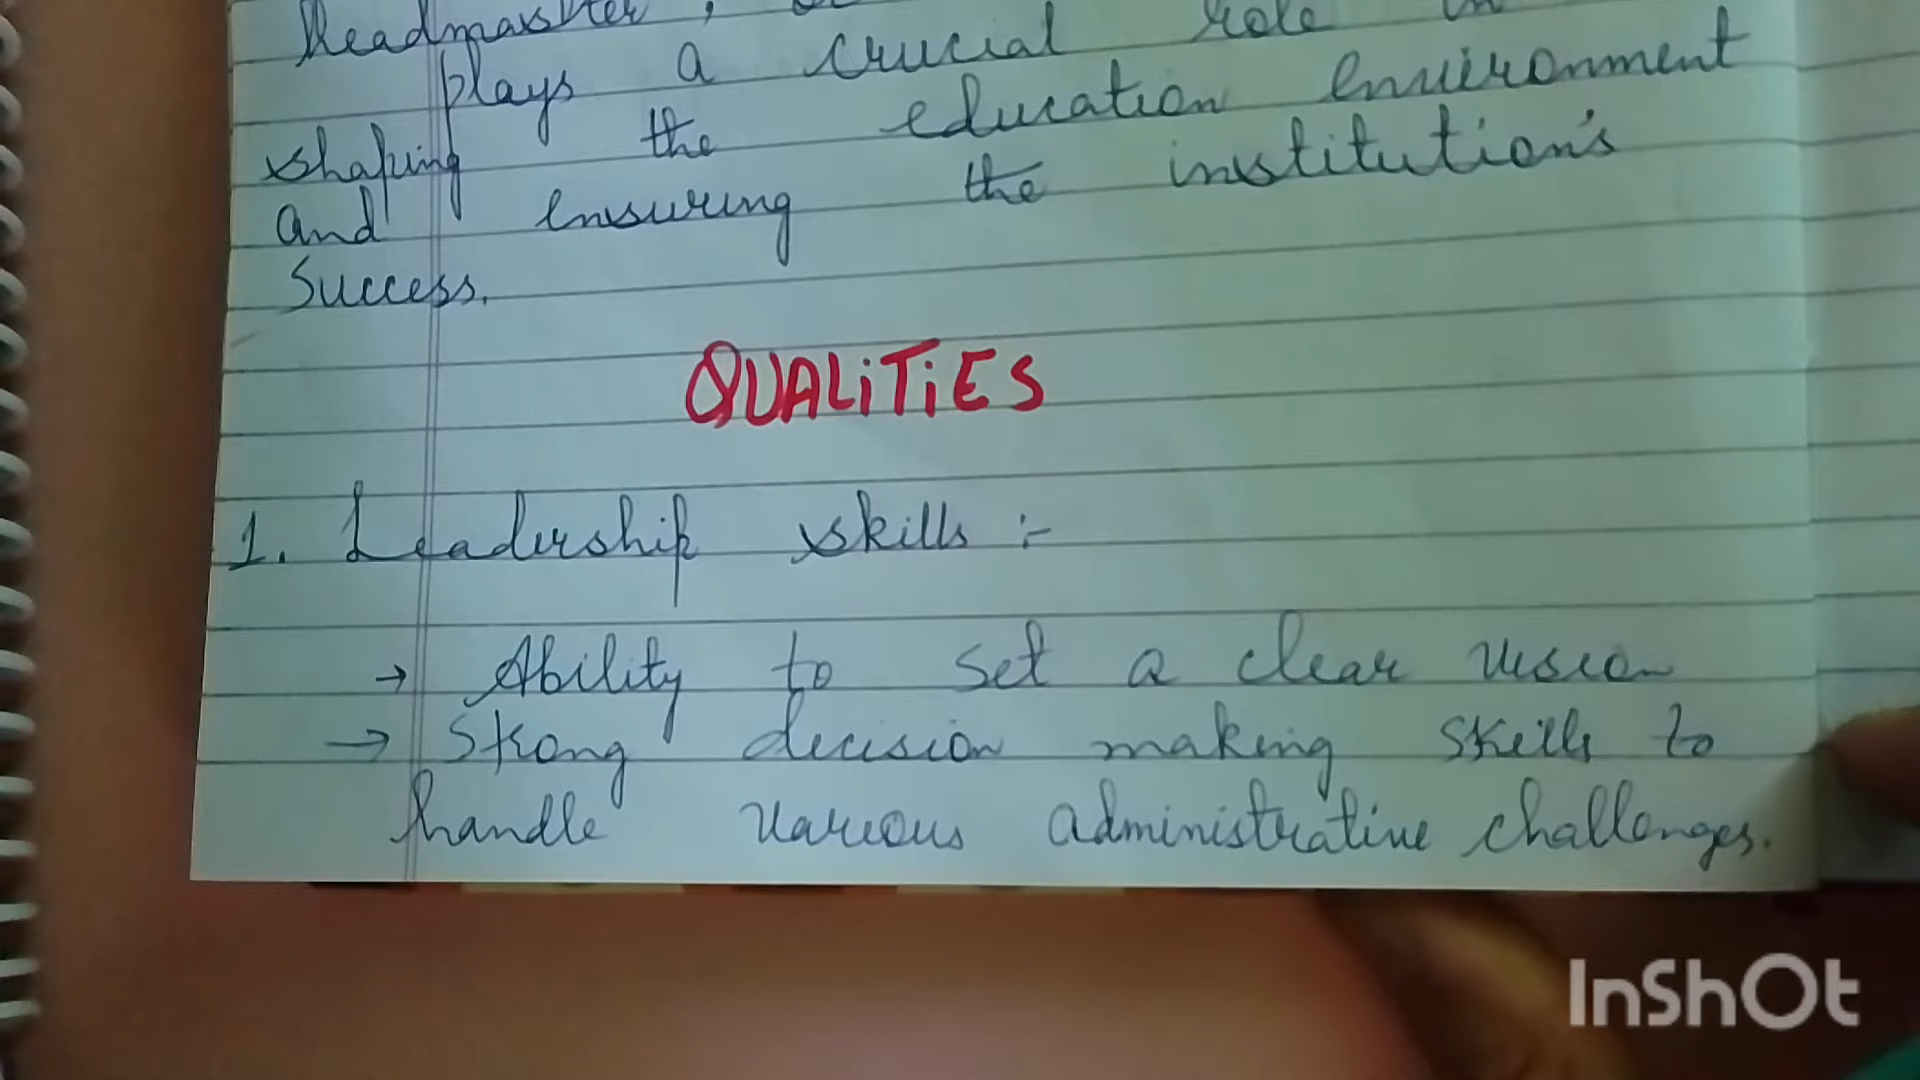 Headmaster,
plays a crucial role in
shaping the education environment
and ensuring the institution's
Success.
QUALITIES
1. Leadership skills :-
→ Ability to set a clear vision
→ Strong decision making skills to
handle various administrative challenges.
InShOt